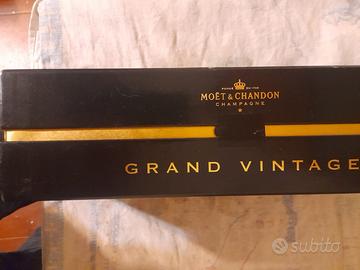 MOËT & CHANDON
CHAMPAGNE
GRAND VINTAGE
subito